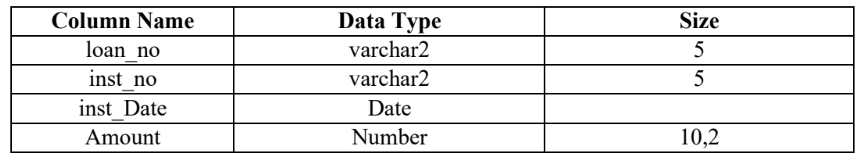 Column Name Data Type Size
loan_no varchar2 5
inst_no varchar2 5
inst_Date Date
Amount Number 10,2